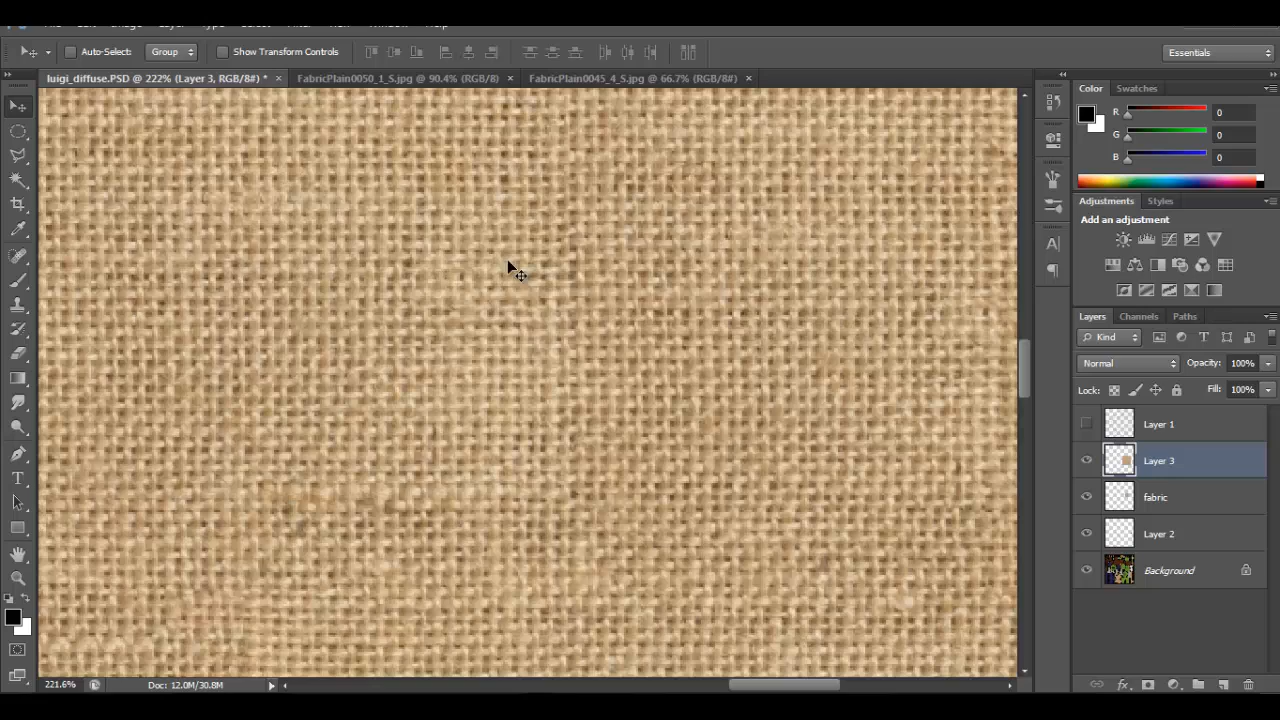 Auto-Select: Group Show Transform Controls Essentials
luigi_diffuse.PSD @ 222% (Layer 3, RGB/8#) * × FabricPlain0050_1_S.jpg @ 90.4% (RGB/8) × FabricPlain0045_4_S.jpg @ 66.7% (RGB/8#) ×
Color Swatches
R 0
G 0
B 0
Adjustments Styles
Add an adjustment
Layers Channels Paths
Kind
Normal Opacity: 100%
Lock: Fill: 100%
Layer 1
Layer 3
fabric
Layer 2
Background
221.6% Doc: 12.0M/30.8M